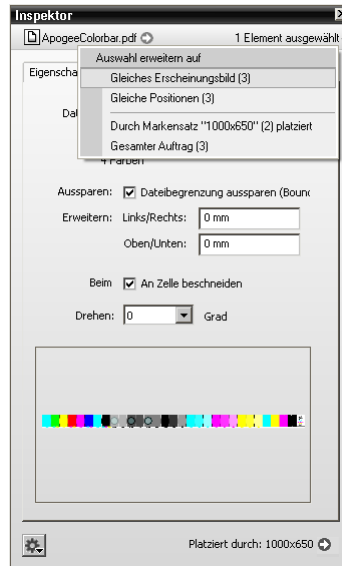 Inspektor
ApogeeColorbar.pdf 1 Element ausgewählt
Auswahl erweitern auf
Eigenscha
Gleiches Erscheinungsbild (3)
Gleiche Positionen (3)
Dat
Durch Markensatz "1000x650" (2) platziert
Gesamter Auftrag (3)
4 Farben
Aussparen: Dateibegrenzung aussparen (Bound
Erweitern: Links/Rechts: 0 mm
Oben/Unten: 0 mm
Beim An Zelle beschneiden
Drehen: 0 Grad
Platziert durch: 1000x650